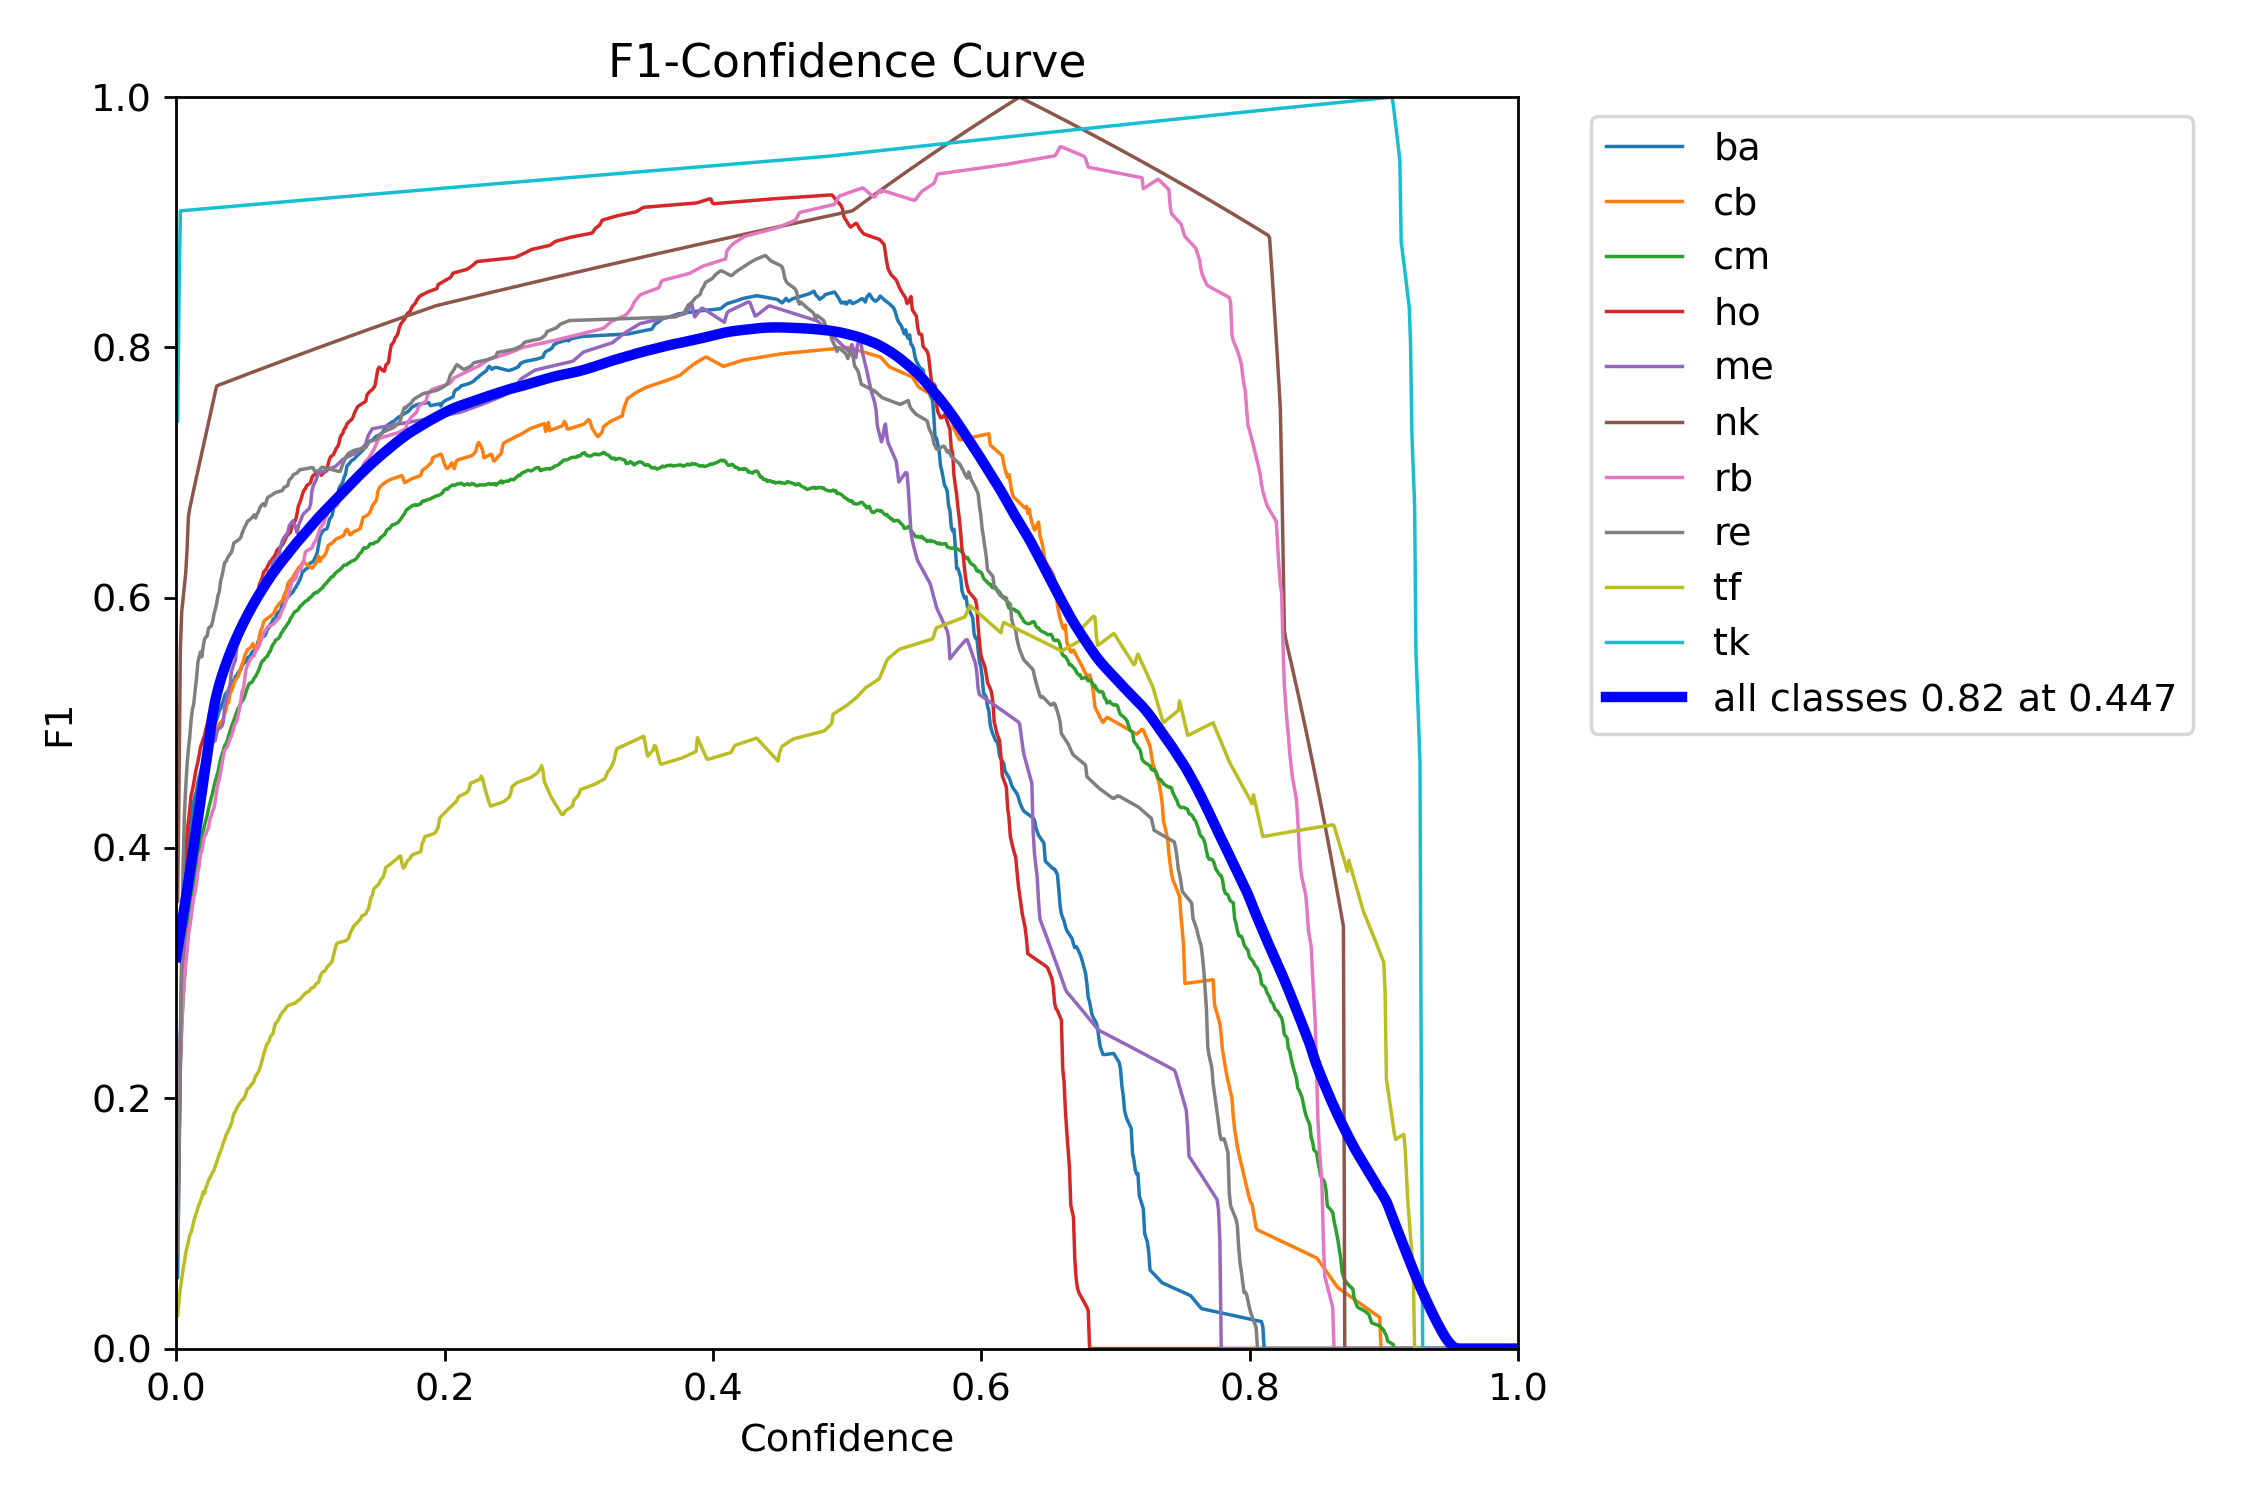 F1-Confidence Curve
1.0
0.8
0.6
0.4
0.2
0.0
F1
0.0 0.2 0.4 0.6 0.8 1.0
Confidence
ba
cb
cm
ho
me
nk
rb
re
tf
tk
all classes 0.82 at 0.447